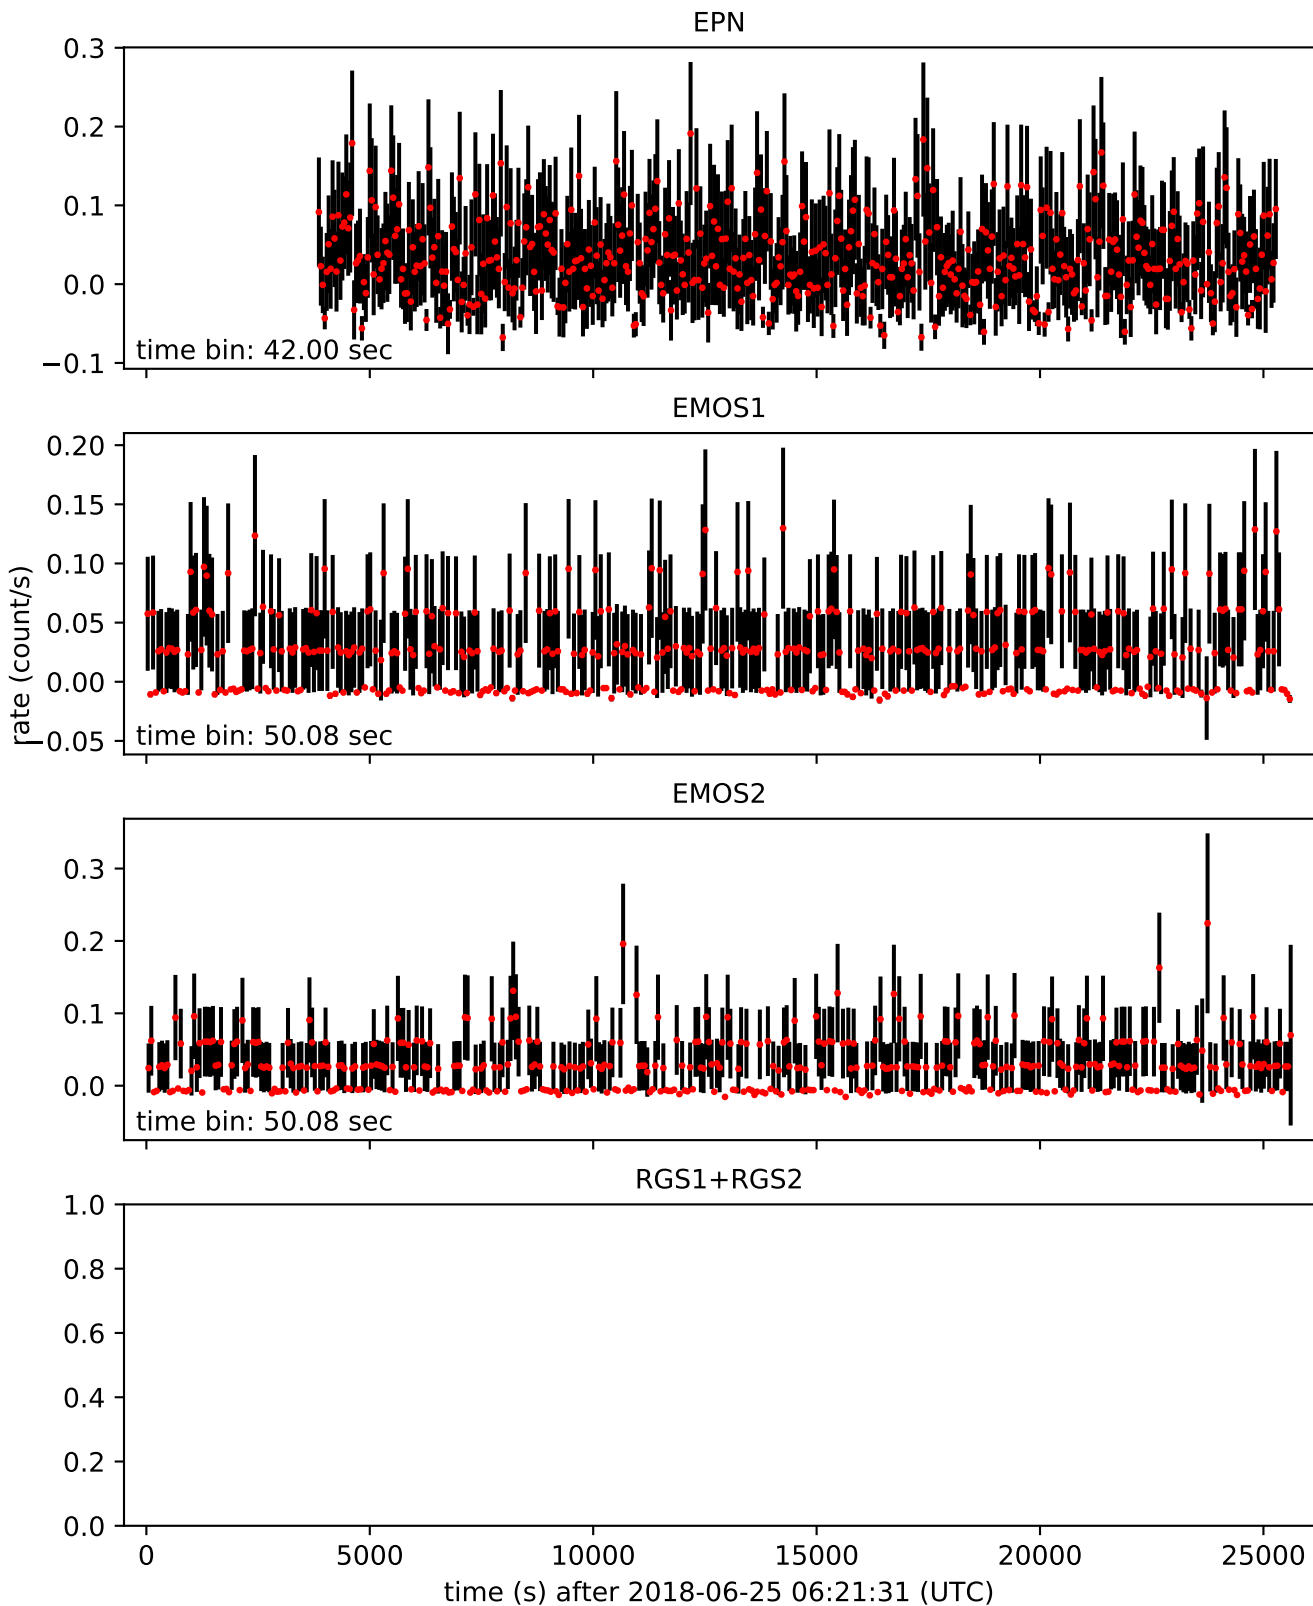 EPN
0.3
0.2
0.1
0.0
−0.1
time bin: 42.00 sec
EMOS1
0.20
0.15
0.10
0.05
0.00
−0.05
rate (count/s)
time bin: 50.08 sec
EMOS2
0.3
0.2
0.1
0.0
time bin: 50.08 sec
RGS1+RGS2
1.0
0.8
0.6
0.4
0.2
0.0
0 5000 10000 15000 20000 25000
time (s) after 2018-06-25 06:21:31 (UTC)